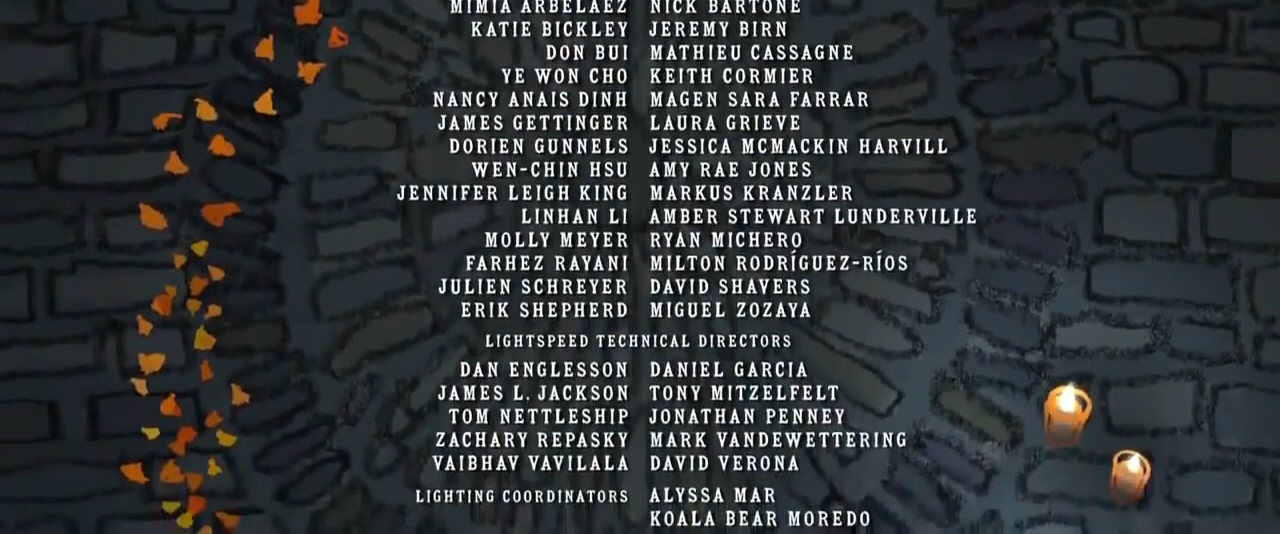 MIMIA ARBELAEZ NICK BARTONE
KATIE BICKLEY JEREMY BIRN
DON BUI MATHIEU CASSAGNE
YE WON CHO KEITH CORMIER
NANCY ANAIS DINH MAGEN SARA FARRAR
JAMES GETTINGER LAURA GRIEVE
DORIEN GUNNELS JESSICA MCMACKIN HARVILL
WEN-CHIN HSU AMY RAE JONES
JENNIFER LEIGH KING MARKUS KRANZLER
LINHAN LI AMBER STEWART LUNDERVILLE
MOLLY MEYER RYAN MICHERO
FARHEZ RAYANI MILTON RODRÍGUEZ-RÍOS
JULIEN SCHREYER DAVID SHAVERS
ERIK SHEPHERD MIGUEL ZOZAYA
LIGHTSPEED TECHNICAL DIRECTORS
DAN ENGLESSON DANIEL GARCIA
JAMES L. JACKSON TONY MITZELFELT
TOM NETTLESHIP JONATHAN PENNEY
ZACHARY REPASKY MARK VANDEWETTERING
VAIBHAV VAVILALA DAVID VERONA
LIGHTING COORDINATORS ALYSSA MAR
KOALA BEAR MOREDO